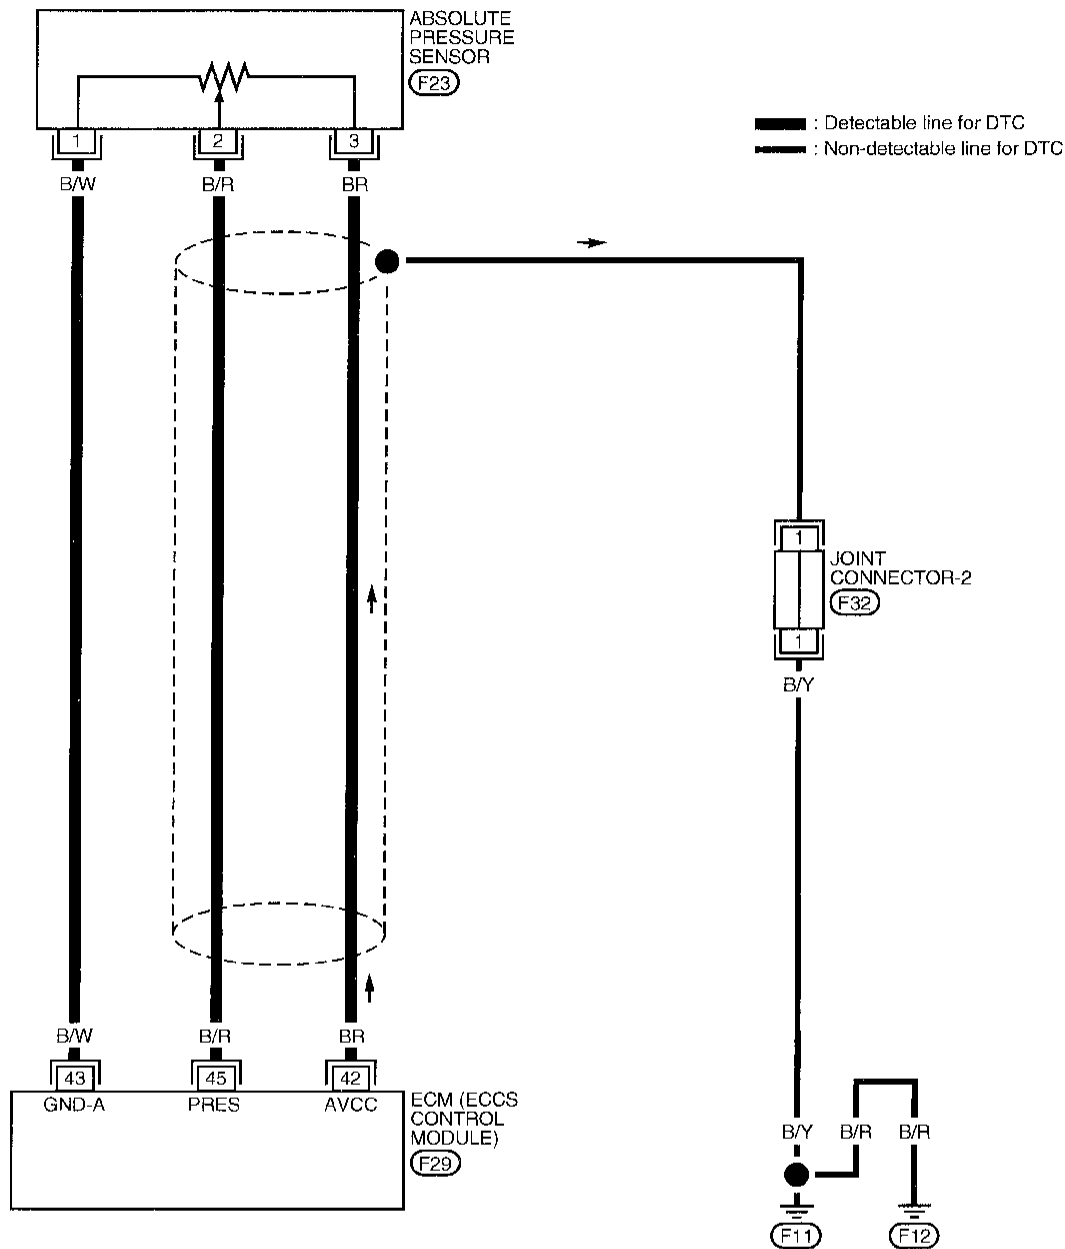 ABSOLUTE
PRESSURE
SENSOR
F23
1 2 3
B/W B/R BR
: Detectable line for DTC
: Non-detectable line for DTC
1
JOINT
CONNECTOR-2
F32
1
B/Y
B/W B/R BR
43 45 42
GND-A PRES AVCC
ECM (ECCS
CONTROL
MODULE)
F29
B/Y B/R B/R
F11 F12